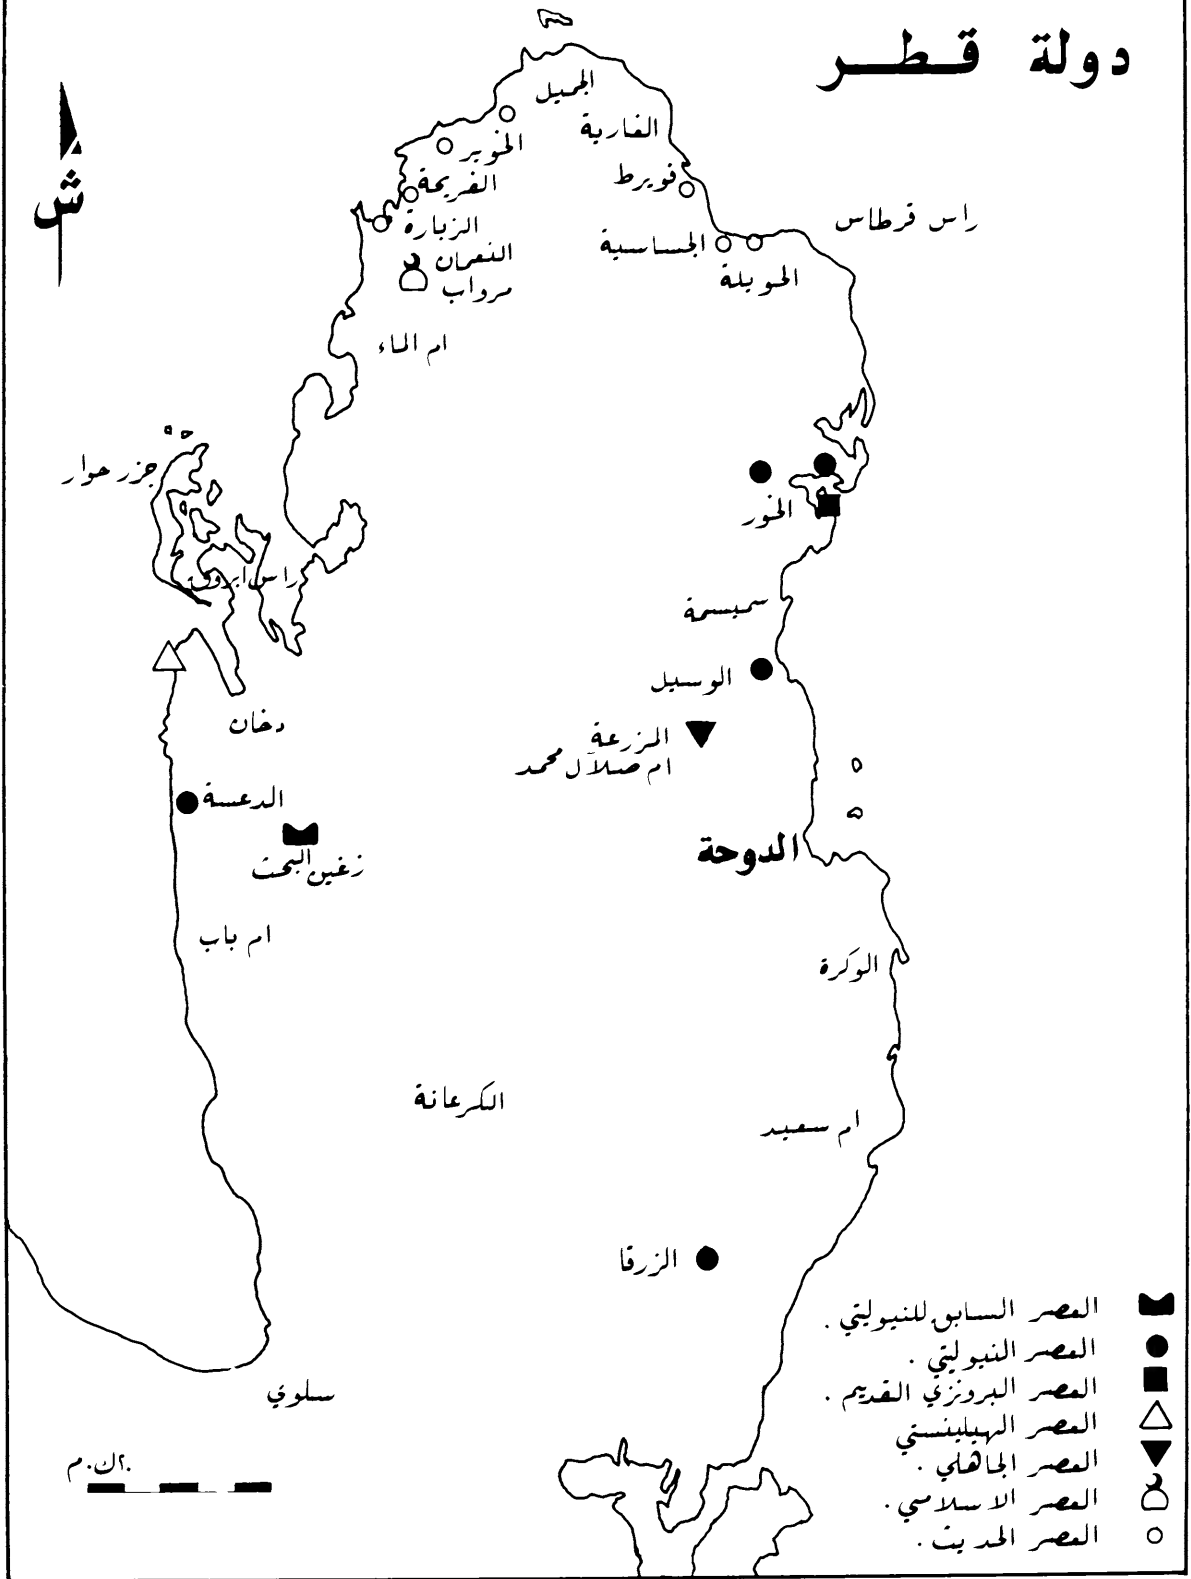 دولة قطر
ش
الجميل
الغارية
الخوير
فويرط
الفريحة
راس قرطاس
الزبارة
الجساسية
النعمان
مرواب
الحويلة
ام الماء
جزر حوار
الخور
راس ابروق
سميسمة
الوسيل
دخان
المزرعة
ام صلآل محمد
الدعسة
الدوحة
زغين البحث
ام باب
الوكرة
الكرعانة
ام سعيد
الزرقا
سلوي
٢٠ك.م
العصر السابق للنيوليتي .
العصر النيوليتي .
العصر البرونزي القديم .
العصر الهيلينستي
العصر الجاهلي .
العصر الاسلامي .
العصر الحديث .